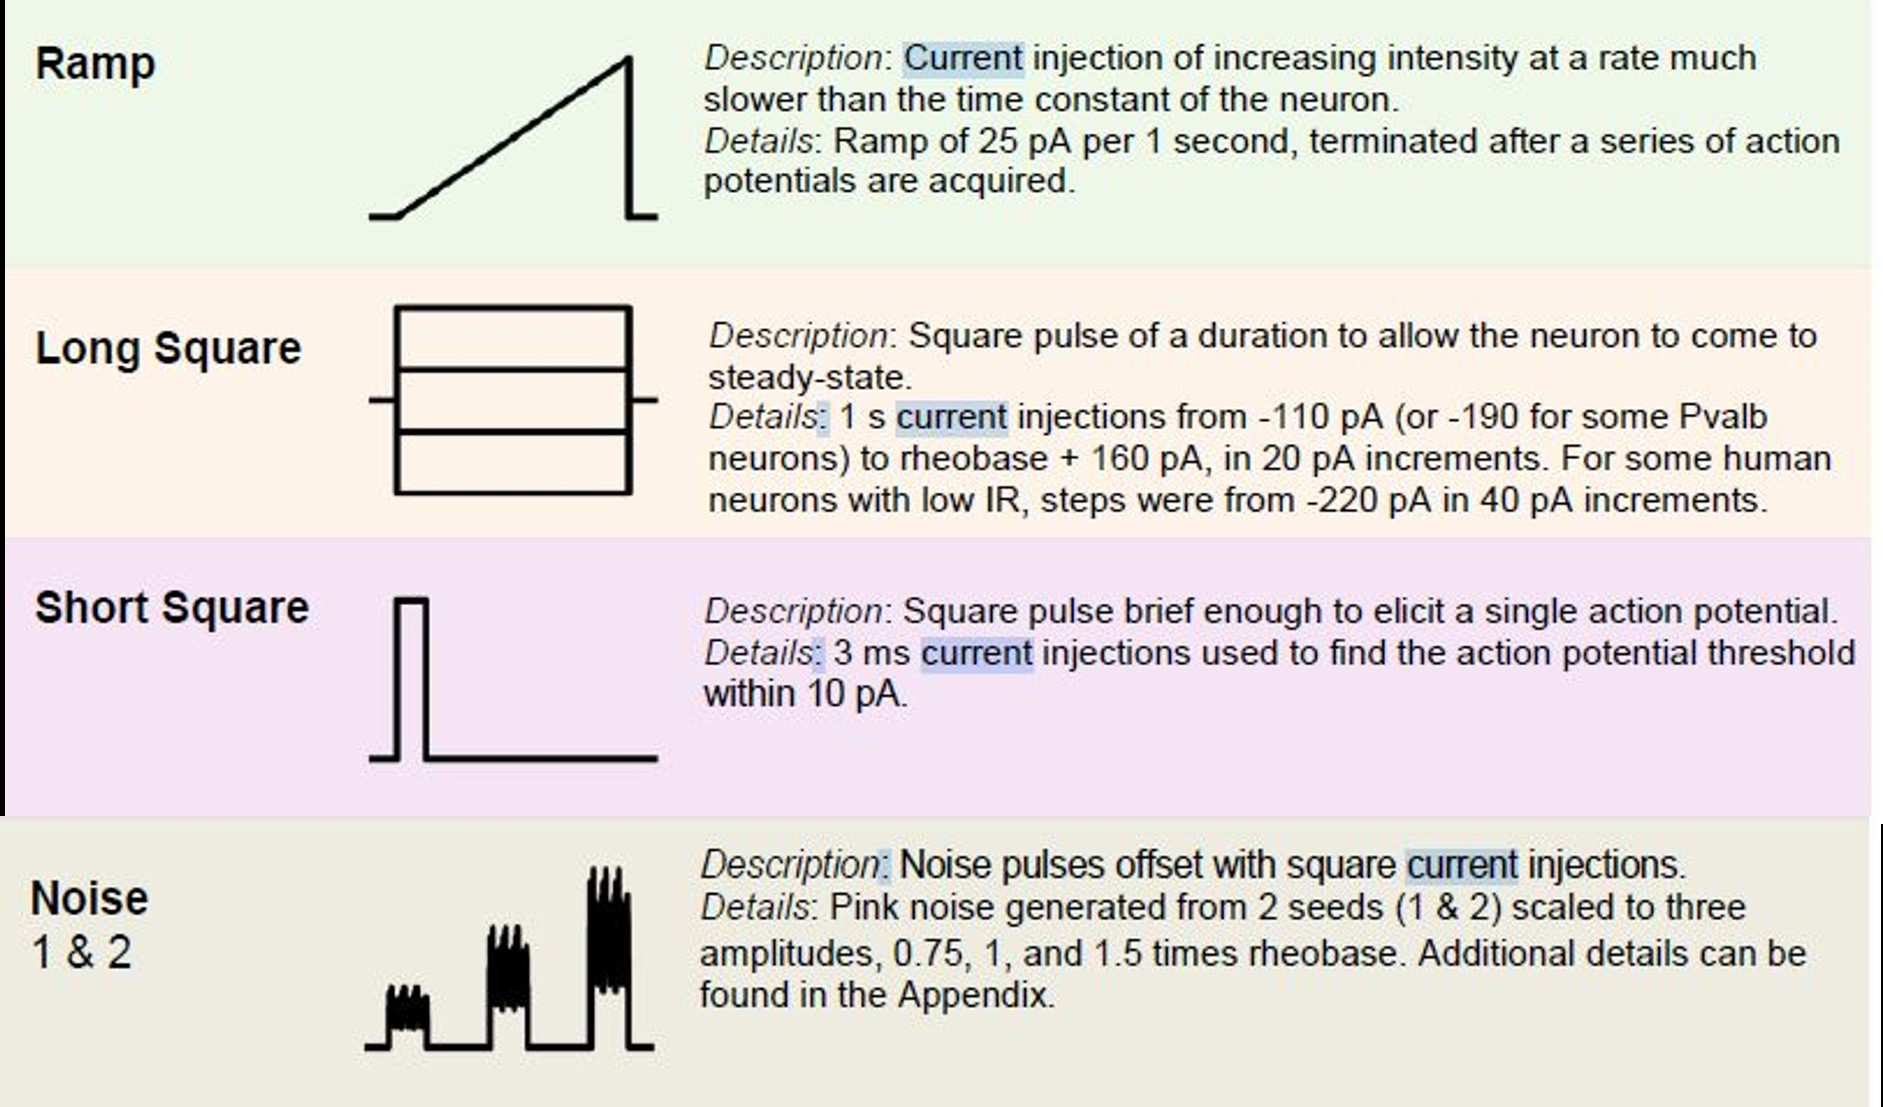 Ramp
Description: Current injection of increasing intensity at a rate much
slower than the time constant of the neuron.
Details: Ramp of 25 pA per 1 second, terminated after a series of action
potentials are acquired.
Long Square
Description: Square pulse of a duration to allow the neuron to come to
steady-state.
Details: 1 s current injections from -110 pA (or -190 for some Pvalb
neurons) to rheobase + 160 pA, in 20 pA increments. For some human
neurons with low IR, steps were from -220 pA in 40 pA increments.
Short Square
Description: Square pulse brief enough to elicit a single action potential.
Details: 3 ms current injections used to find the action potential threshold
within 10 pA.
Noise
1 & 2
Description: Noise pulses offset with square current injections.
Details: Pink noise generated from 2 seeds (1 & 2) scaled to three
amplitudes, 0.75, 1, and 1.5 times rheobase. Additional details can be
found in the Appendix.